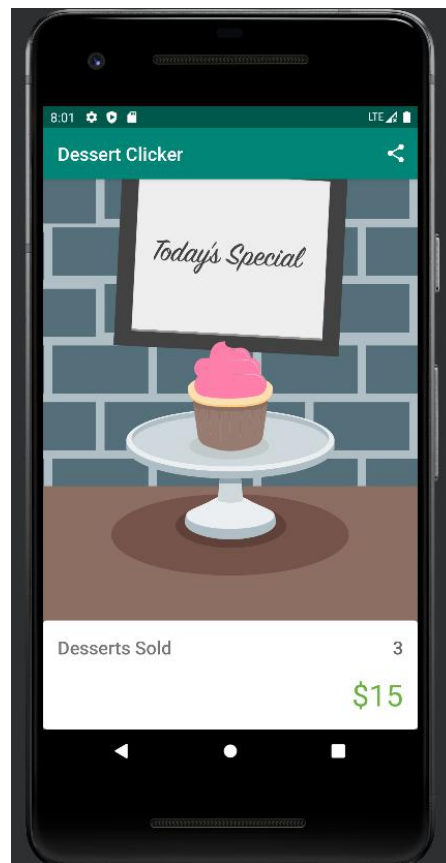 8:01
LTE
Dessert Clicker
Today's Special
Desserts Sold 3
$15